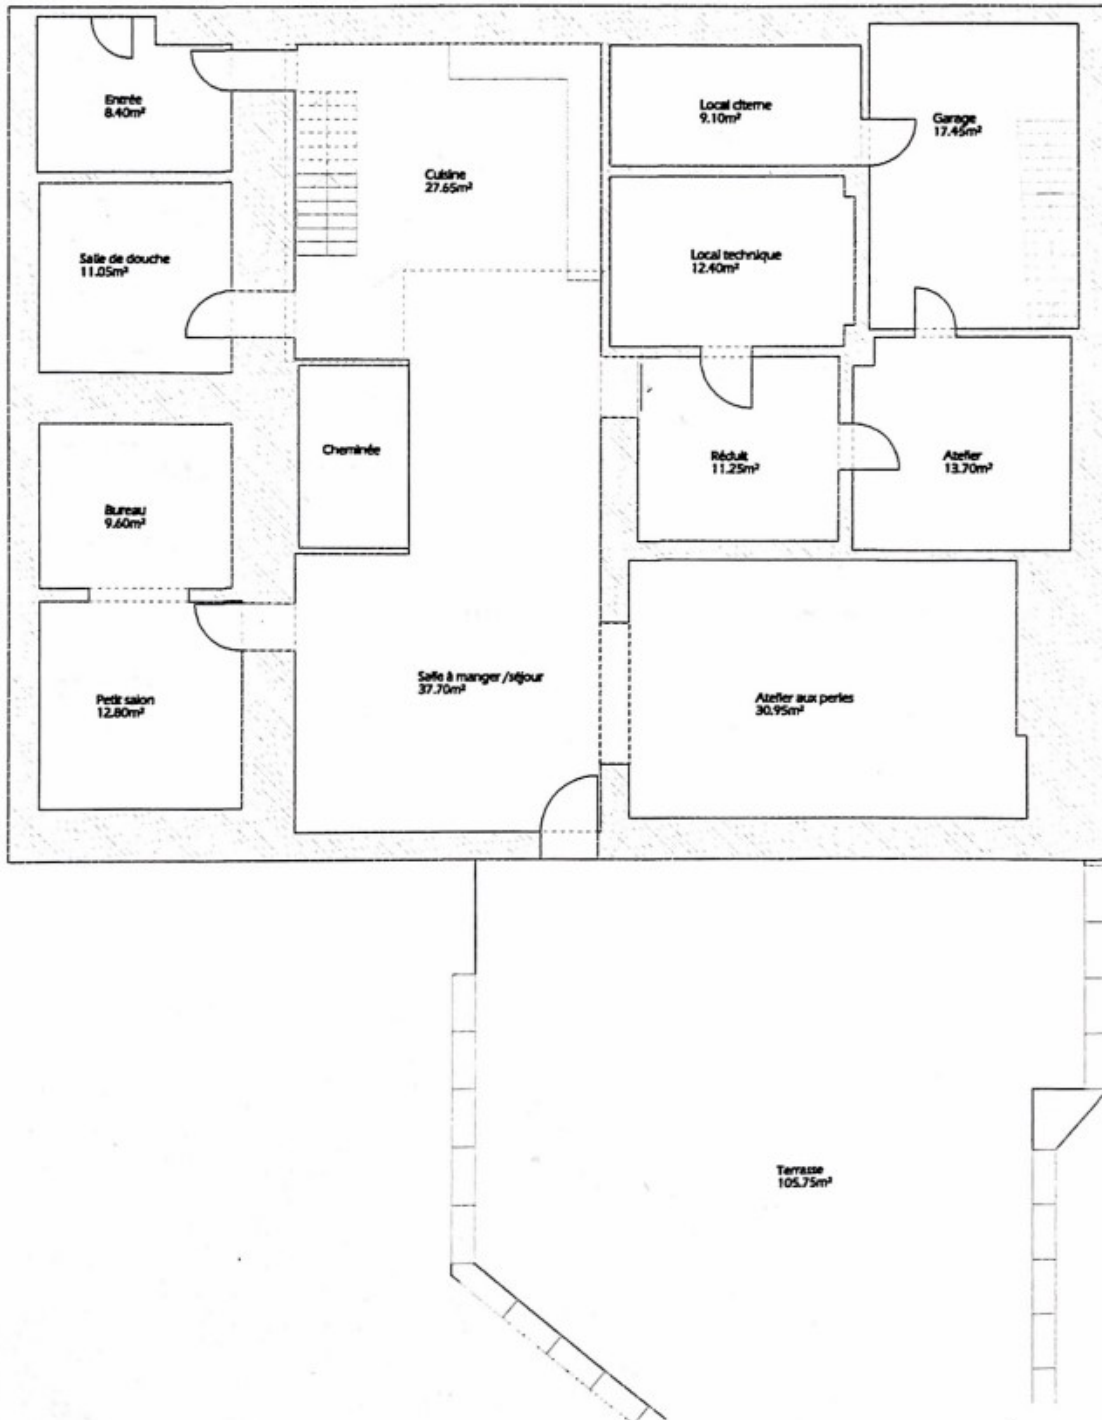 Entrée
8.40m²
Local citerne
9.10m²
Garage
17.45m²
Cuisine
27.65m²
Salle de douche
11.05m²
Local technique
12.40m²
Cheminée
Réduit
11.25m²
Atelier
13.70m²
Bureau
9.60m²
Petit salon
12.80m²
Salle à manger /séjour
37.70m²
Atelier aux perles
30.95m²
Terrasse
105.75m²